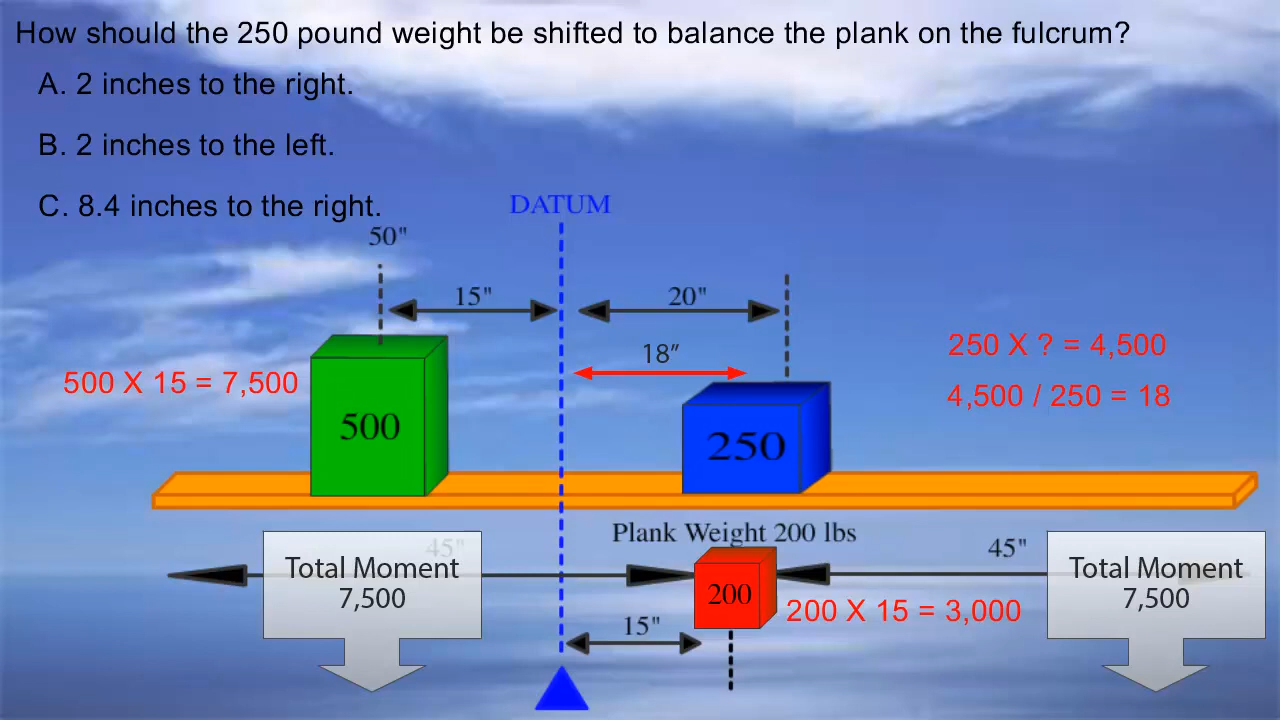 How should the 250 pound weight be shifted to balance the plank on the fulcrum?
A. 2 inches to the right.
B. 2 inches to the left.
C. 8.4 inches to the right.
DATUM
50"
15"
20"
18”
250 X ? = 4,500
500 X 15 = 7,500
4,500 / 250 = 18
500
250
Plank Weight 200 lbs
45"
45"
Total Moment
7,500
Total Moment
7,500
200
200 X 15 = 3,000
15"